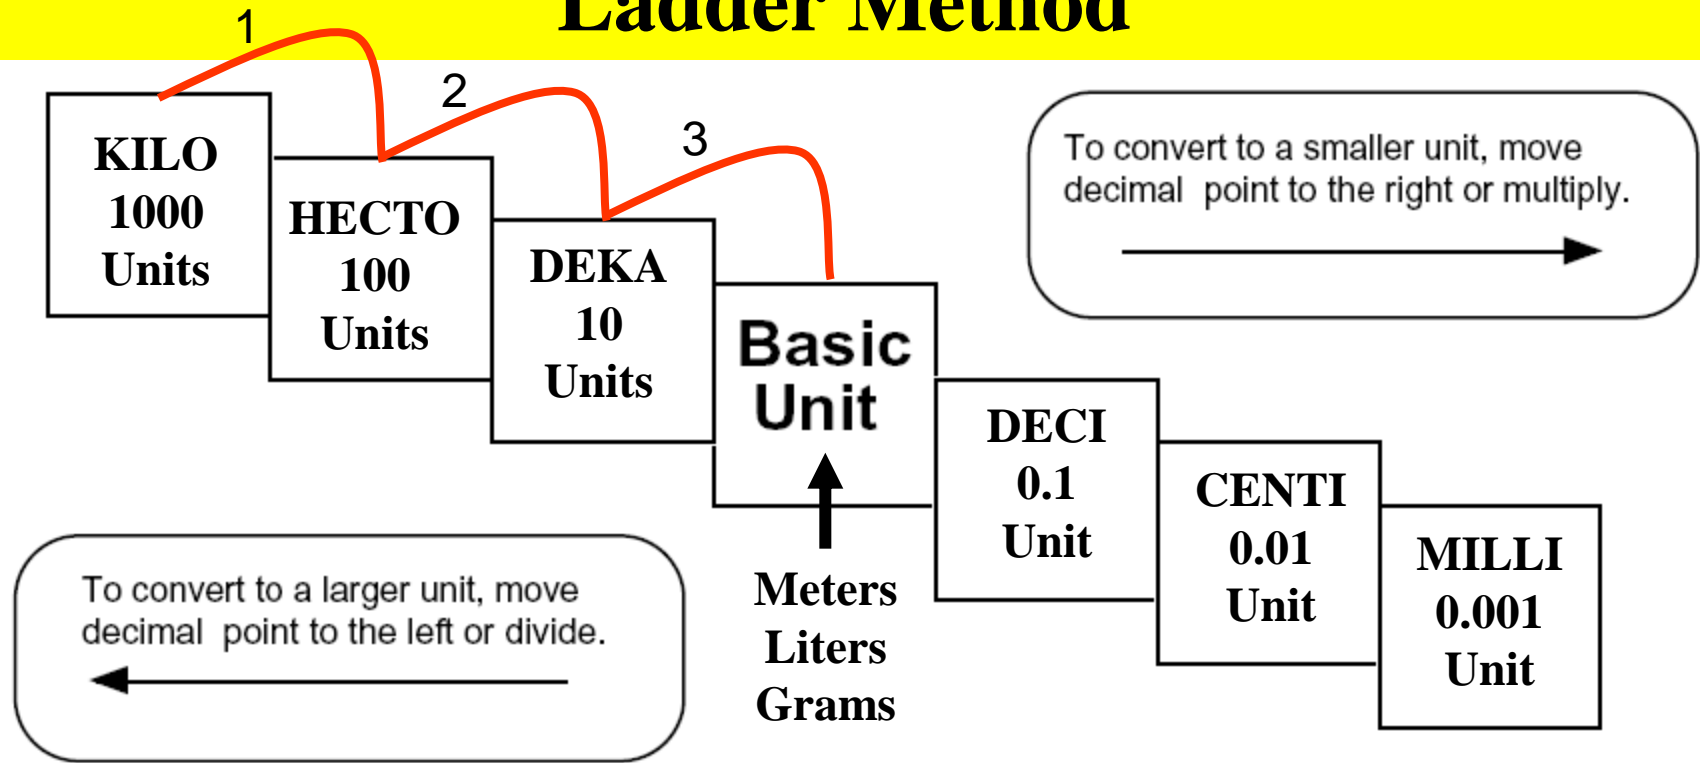 Ladder Method
1
2
3
KILO
1000
Units
HECTO
100
Units
DEKA
10
Units
Basic
Unit
DECI
0.1
Unit
CENTI
0.01
Unit
MILLI
0.001
Unit
To convert to a smaller unit, move
decimal point to the right or multiply.
To convert to a larger unit, move
decimal point to the left or divide.
Meters
Liters
Grams